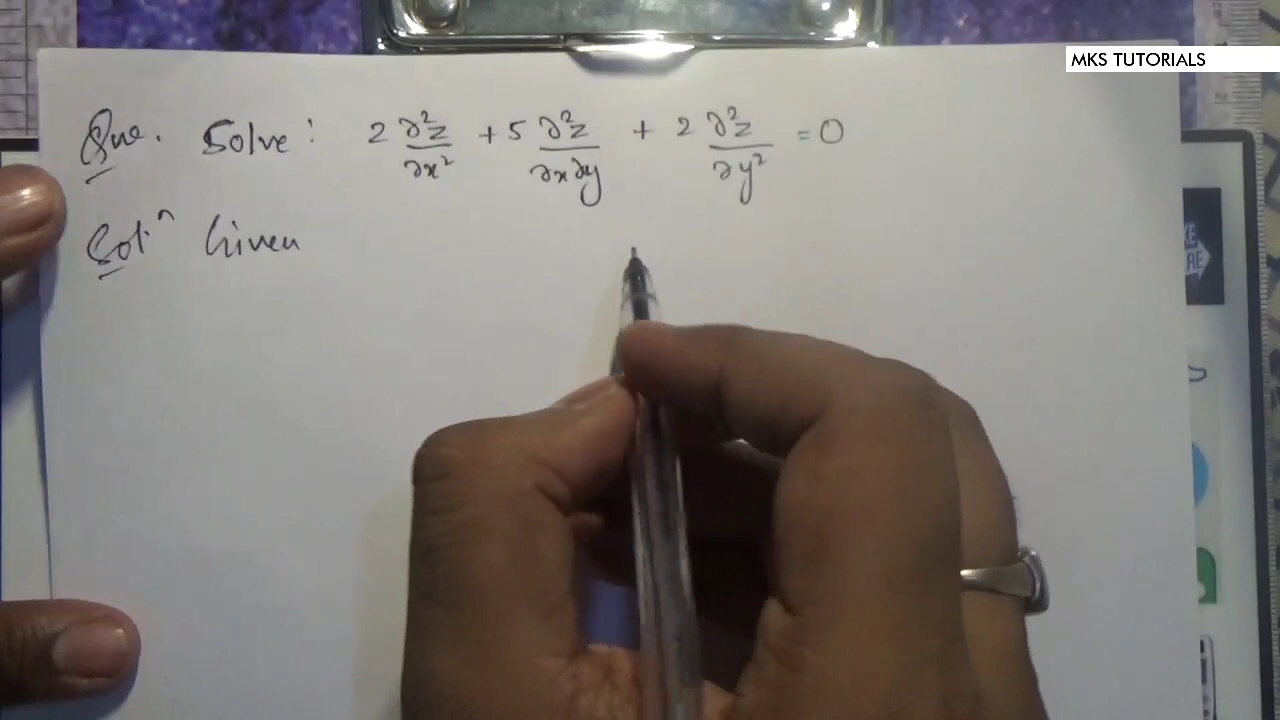 MKS TUTORIALS
Que. Solve: 2 ∂²z/∂x² + 5 ∂²z/∂x∂y + 2 ∂²z/∂y² = 0
Solⁿ Given